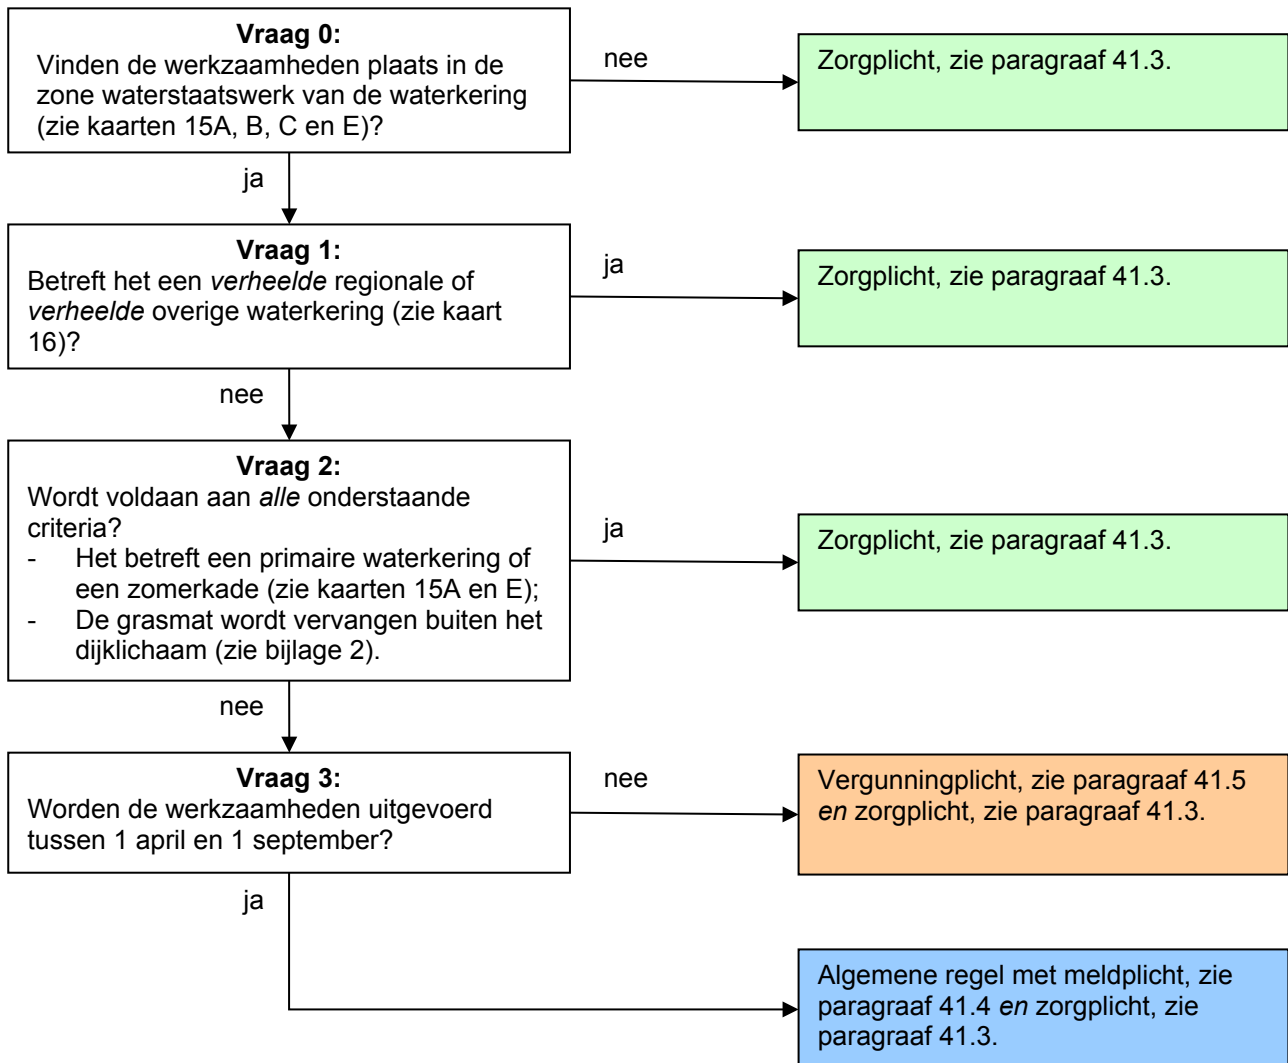 Vraag 0:
Vinden de werkzaamheden plaats in de
zone waterstaatswerk van de waterkering
(zie kaarten 15A, B, C en E)?
nee
Zorgplicht, zie paragraaf 41.3.
ja
Vraag 1:
Betreft het een verheelde regionale of
verheelde overige waterkering (zie kaart
16)?
ja
Zorgplicht, zie paragraaf 41.3.
nee
Vraag 2:
Wordt voldaan aan alle onderstaande
criteria?
- Het betreft een primaire waterkering of
een zomerkade (zie kaarten 15A en E);
- De grasmat wordt vervangen buiten het
dijklichaam (zie bijlage 2).
ja
Zorgplicht, zie paragraaf 41.3.
nee
Vraag 3:
Worden de werkzaamheden uitgevoerd
tussen 1 april en 1 september?
nee
Vergunningplicht, zie paragraaf 41.5
en zorgplicht, zie paragraaf 41.3.
ja
Algemene regel met meldplicht, zie
paragraaf 41.4 en zorgplicht, zie
paragraaf 41.3.